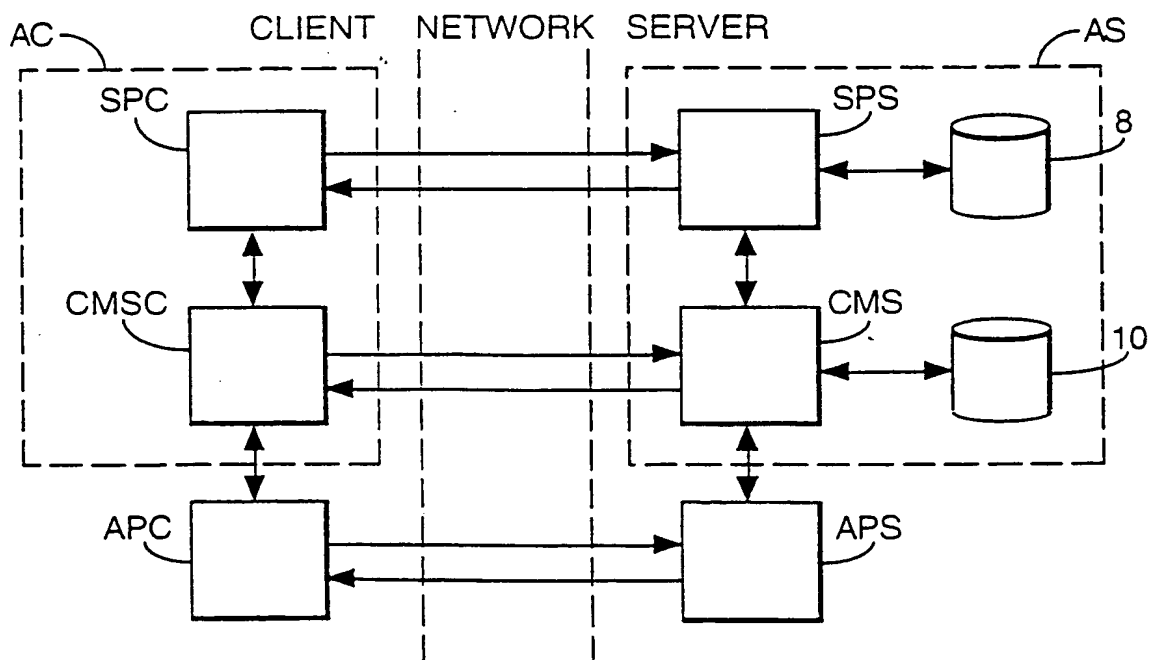 CLIENT NETWORK SERVER
AC
AS
SPC
SPS
8
CMSC
CMS
10
APC
APS